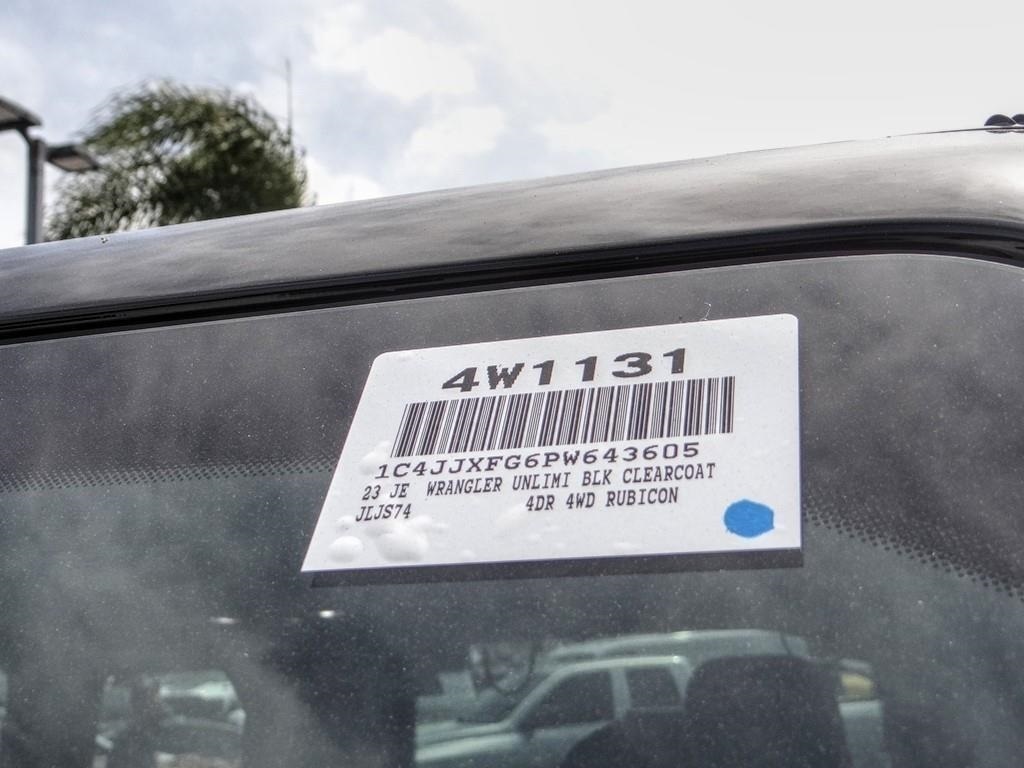 4W1131
1C4JJXFG6PW643605
23 JE WRANGLER UNLIMI BLK CLEARCOAT
JLJS74 4DR 4WD RUBICON